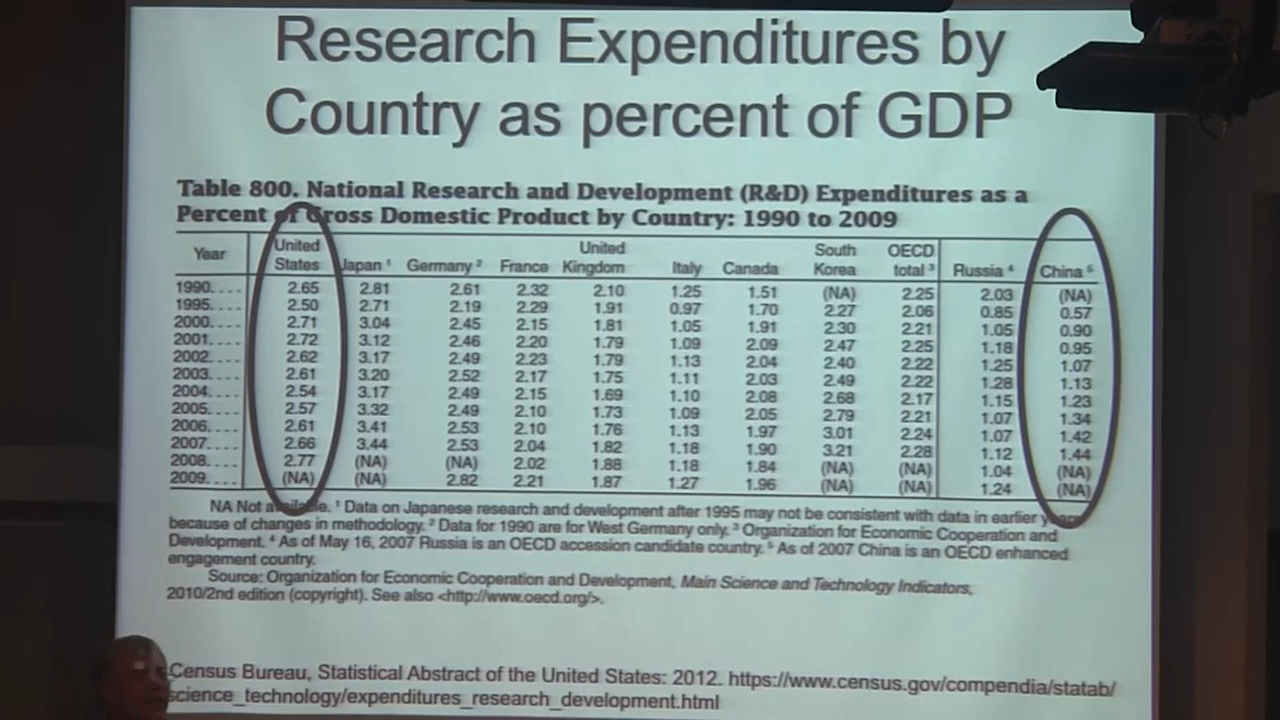 Research Expenditures by
Country as percent of GDP
Table 800. National Research and Development (R&D) Expenditures as a
Percent of Gross Domestic Product by Country: 1990 to 2009
Year United States Japan ¹ Germany ² France United Kingdom Italy Canada South Korea OECD total ³ Russia ⁴ China ⁵
1990. . . . 2.65 2.81 2.61 2.32 2.10 1.25 1.51 (NA) 2.25 2.03 (NA)
1995. . . . 2.50 2.71 2.19 2.29 1.91 0.97 1.70 2.27 2.06 0.85 0.57
2000. . . . 2.71 3.04 2.45 2.15 1.81 1.05 1.91 2.30 2.21 1.05 0.90
2001. . . . 2.72 3.12 2.46 2.20 1.79 1.09 2.09 2.47 2.25 1.18 0.95
2002. . . . 2.62 3.17 2.49 2.23 1.79 1.13 2.04 2.40 2.22 1.25 1.07
2003. . . . 2.61 3.20 2.52 2.17 1.75 1.11 2.03 2.49 2.22 1.28 1.13
2004. . . . 2.54 3.17 2.49 2.15 1.69 1.10 2.08 2.68 2.17 1.15 1.23
2005. . . . 2.57 3.32 2.49 2.10 1.73 1.09 2.05 2.79 2.21 1.07 1.34
2006. . . . 2.61 3.41 2.53 2.10 1.76 1.13 1.97 3.01 2.24 1.07 1.42
2007. . . . 2.66 3.44 2.53 2.04 1.82 1.18 1.90 3.21 2.28 1.12 1.44
2008. . . . 2.77 (NA) (NA) 2.02 1.88 1.18 1.84 (NA) (NA) 1.04 (NA)
2009. . . . (NA) (NA) 2.82 2.21 1.87 1.27 1.96 (NA) (NA) 1.24 (NA)
NA Not available. ¹ Data on Japanese research and development after 1995 may not be consistent with data in earlier years
because of changes in methodology. ² Data for 1990 are for West Germany only. ³ Organization for Economic Cooperation and
Development. ⁴ As of May 16, 2007 Russia is an OECD accession candidate country. ⁵ As of 2007 China is an OECD enhanced
engagement country.
Source: Organization for Economic Cooperation and Development, Main Science and Technology Indicators,
2010/2nd edition (copyright). See also <http://www.oecd.org/>.
Census Bureau, Statistical Abstract of the United States: 2012. https://www.census.gov/compendia/statab/
science_technology/expenditures_research_development.html